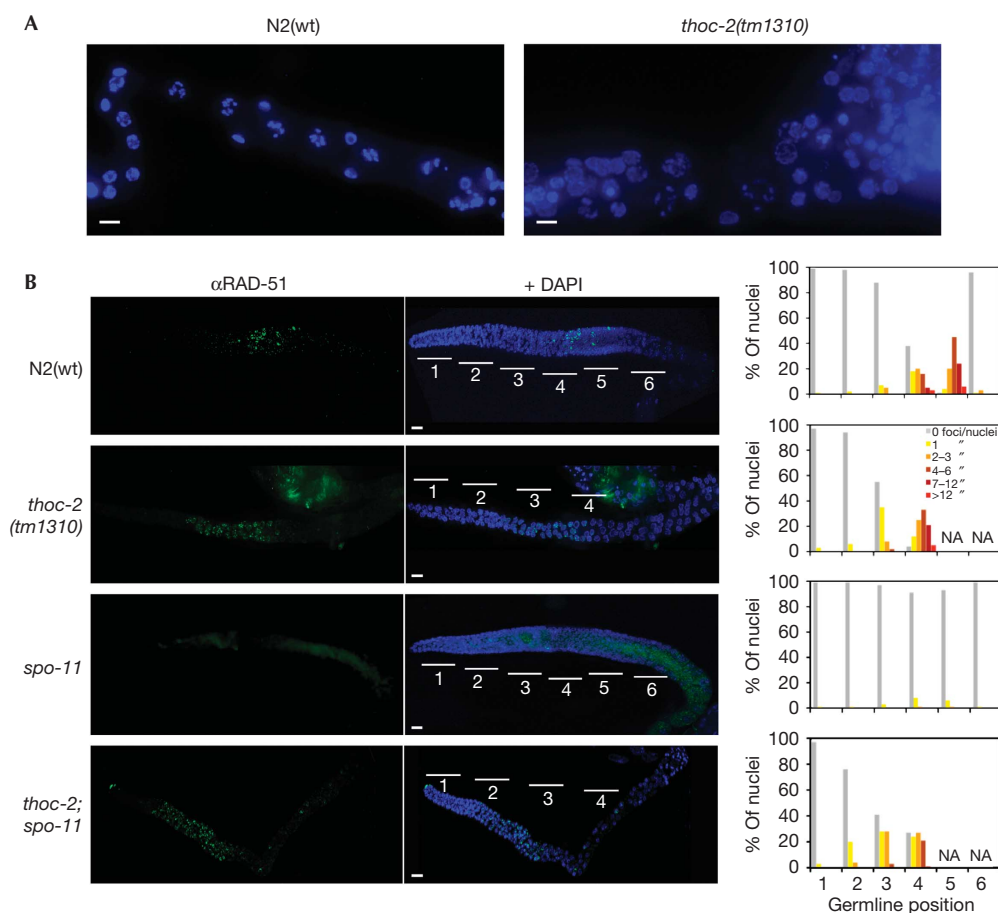 A
N2(wt)
thoc-2(tm1310)
B
αRAD-51
+ DAPI
N2(wt)
1 2 3 4 5 6
thoc-2
(tm1310)
1 2 3 4
spo-11
1 2 3 4 5 6
thoc-2;
spo-11
1 2 3 4
% Of nuclei
100
80
60
40
20
0
% Of nuclei
100
80
60
40
20
0
0 foci/nuclei
1 ″
2–3 ″
4–6 ″
7–12 ″
>12 ″
NA NA
% Of nuclei
100
80
60
40
20
0
% Of nuclei
100
80
60
40
20
0
NA NA
1 2 3 4 5 6
Germline position